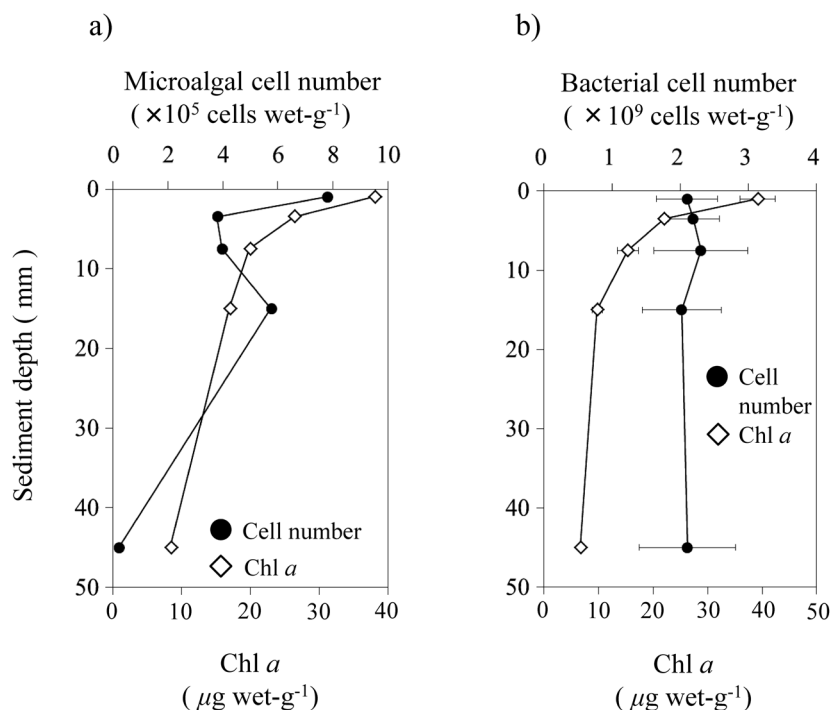 a)
Microalgal cell number
( ×10⁵ cells wet-g⁻¹)
0 2 4 6 8 10
0
10
20
30
40
50
Sediment depth ( mm )
Cell number
Chl a
0 10 20 30 40
Chl a
( μg wet-g⁻¹)
b)
Bacterial cell number
( × 10⁹ cells wet-g⁻¹)
0 1 2 3 4
0
10
20
30
40
50
Cell
number
Chl a
0 10 20 30 40 50
Chl a
( μg wet-g⁻¹)